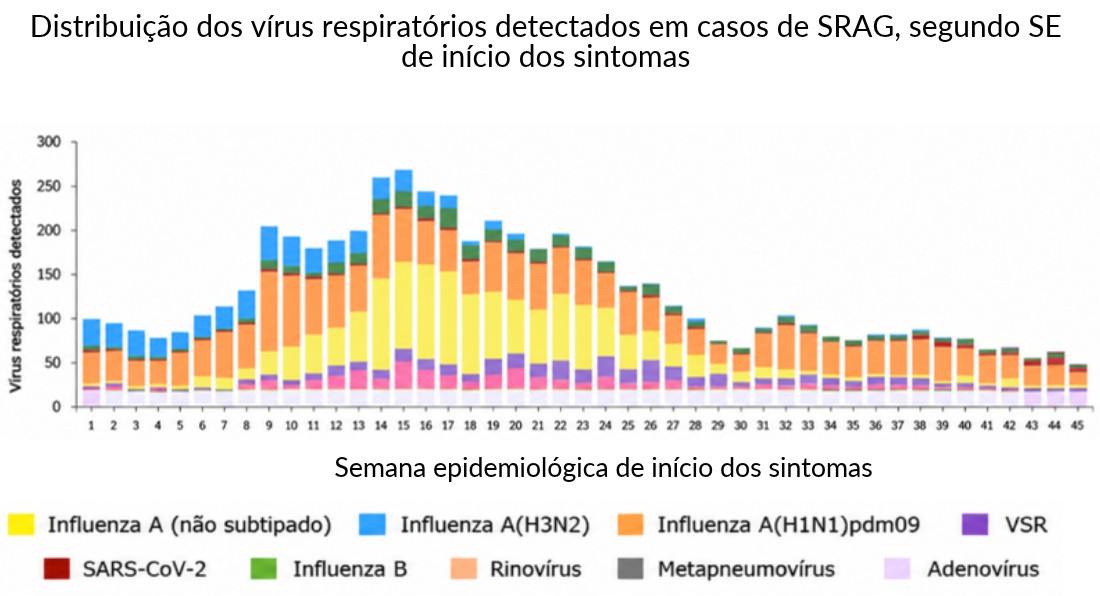 Distribuição dos vírus respiratórios detectados em casos de SRAG, segundo SE
de início dos sintomas
Vírus respiratórios detectados
300
250
200
150
100
50
0
1 2 3 4 5 6 7 8 9 10 11 12 13 14 15 16 17 18 19 20 21 22 23 24 25 26 27 28 29 30 31 32 33 34 35 36 37 38 39 40 41 42 43 44 45
Semana epidemiológica de início dos sintomas
Influenza A (não subtipado) Influenza A(H3N2) Influenza A(H1N1)pdm09 VSR
SARS-CoV-2 Influenza B Rinovírus Metapneumovírus Adenovírus